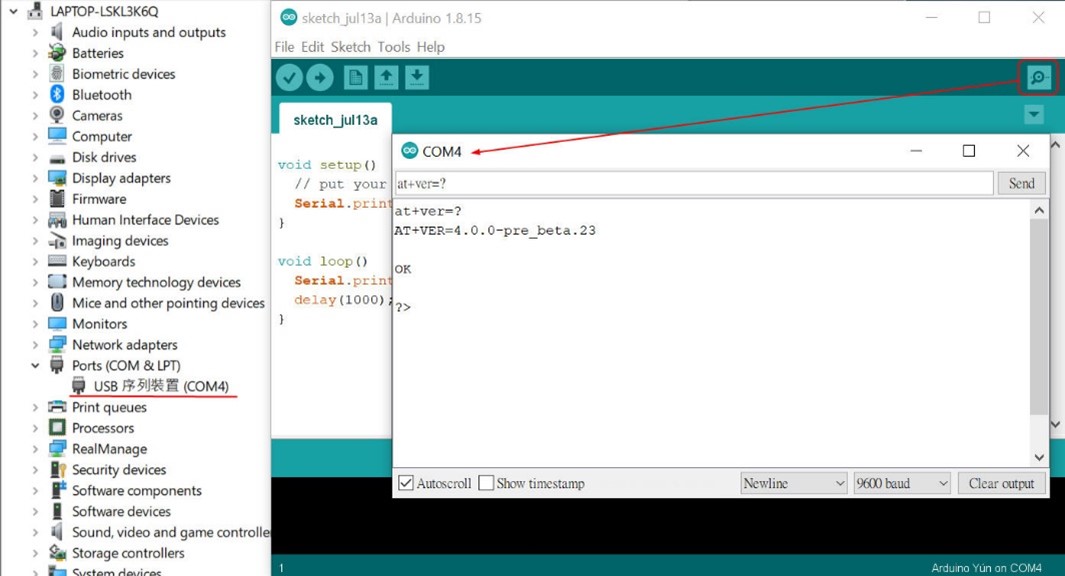 LAPTOP-LSKL3K6Q
Audio inputs and outputs
Batteries
Biometric devices
Bluetooth
Cameras
Computer
Disk drives
Display adapters
Firmware
Human Interface Devices
Imaging devices
Keyboards
Memory technology devices
Mice and other pointing devices
Monitors
Network adapters
Ports (COM & LPT)
USB 序列裝置 (COM4)
Print queues
Processors
RealManage
Security devices
Software components
Software devices
Sound, video and game controlle
Storage controllers
System devices
sketch_jul13a | Arduino 1.8.15
File Edit Sketch Tools Help
sketch_jul13a
void setup()
// put your
Serial.print
}
void loop()
Serial.print
delay(1000);
}
COM4
at+ver=?
Send
at+ver=?
AT+VER=4.0.0-pre_beta.23
OK
?>
Autoscroll
Show timestamp
Newline
9600 baud
Clear output
1
Arduino Yún on COM4